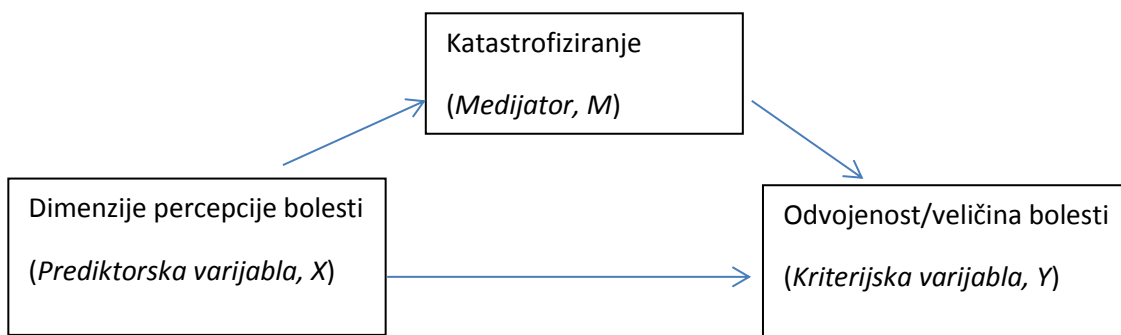 Katastrofiziranje
(Medijator, M)
Dimenzije percepcije bolesti
(Prediktorska varijabla, X)
Odvojenost/veličina bolesti
(Kriterijska varijabla, Y)